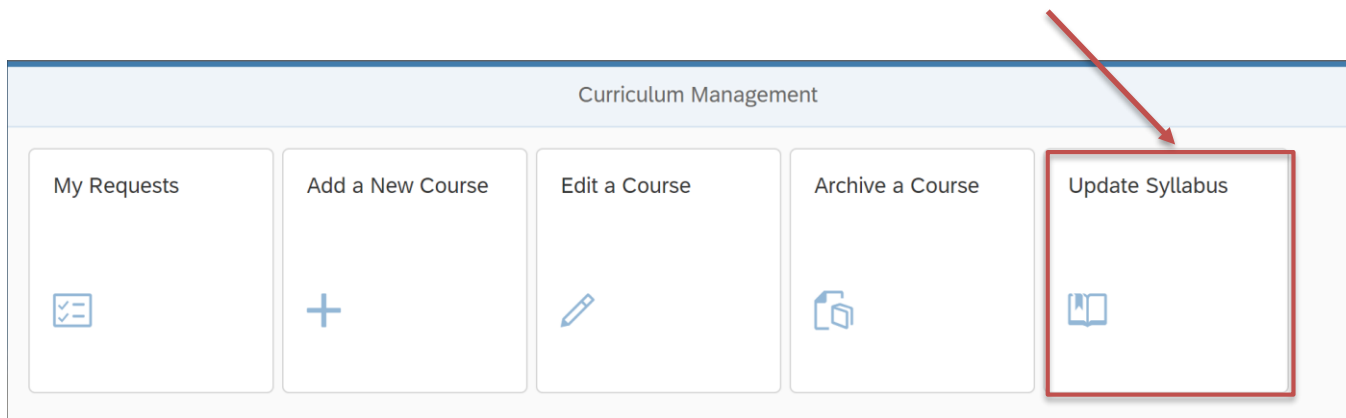 Curriculum Management
My Requests
Add a New Course
Edit a Course
Archive a Course
Update Syllabus